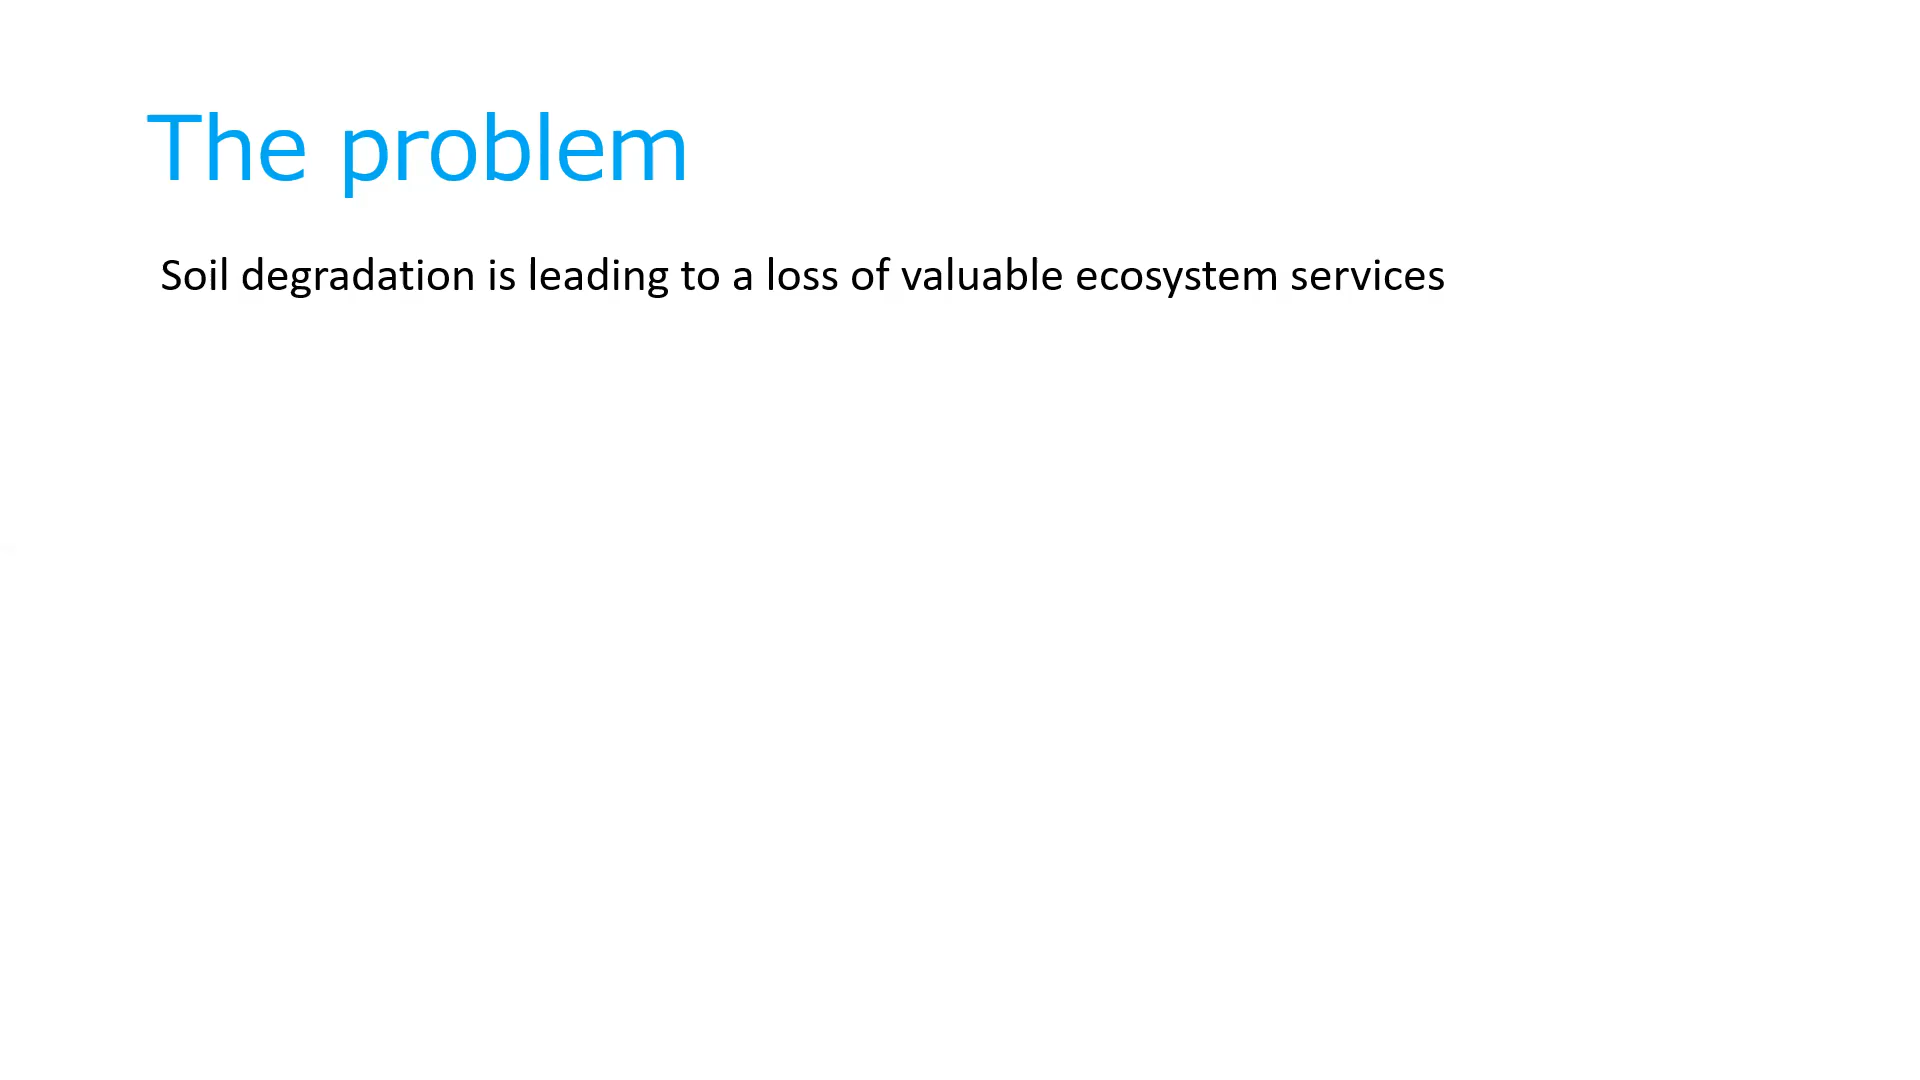 The problem
Soil degradation is leading to a loss of valuable ecosystem services